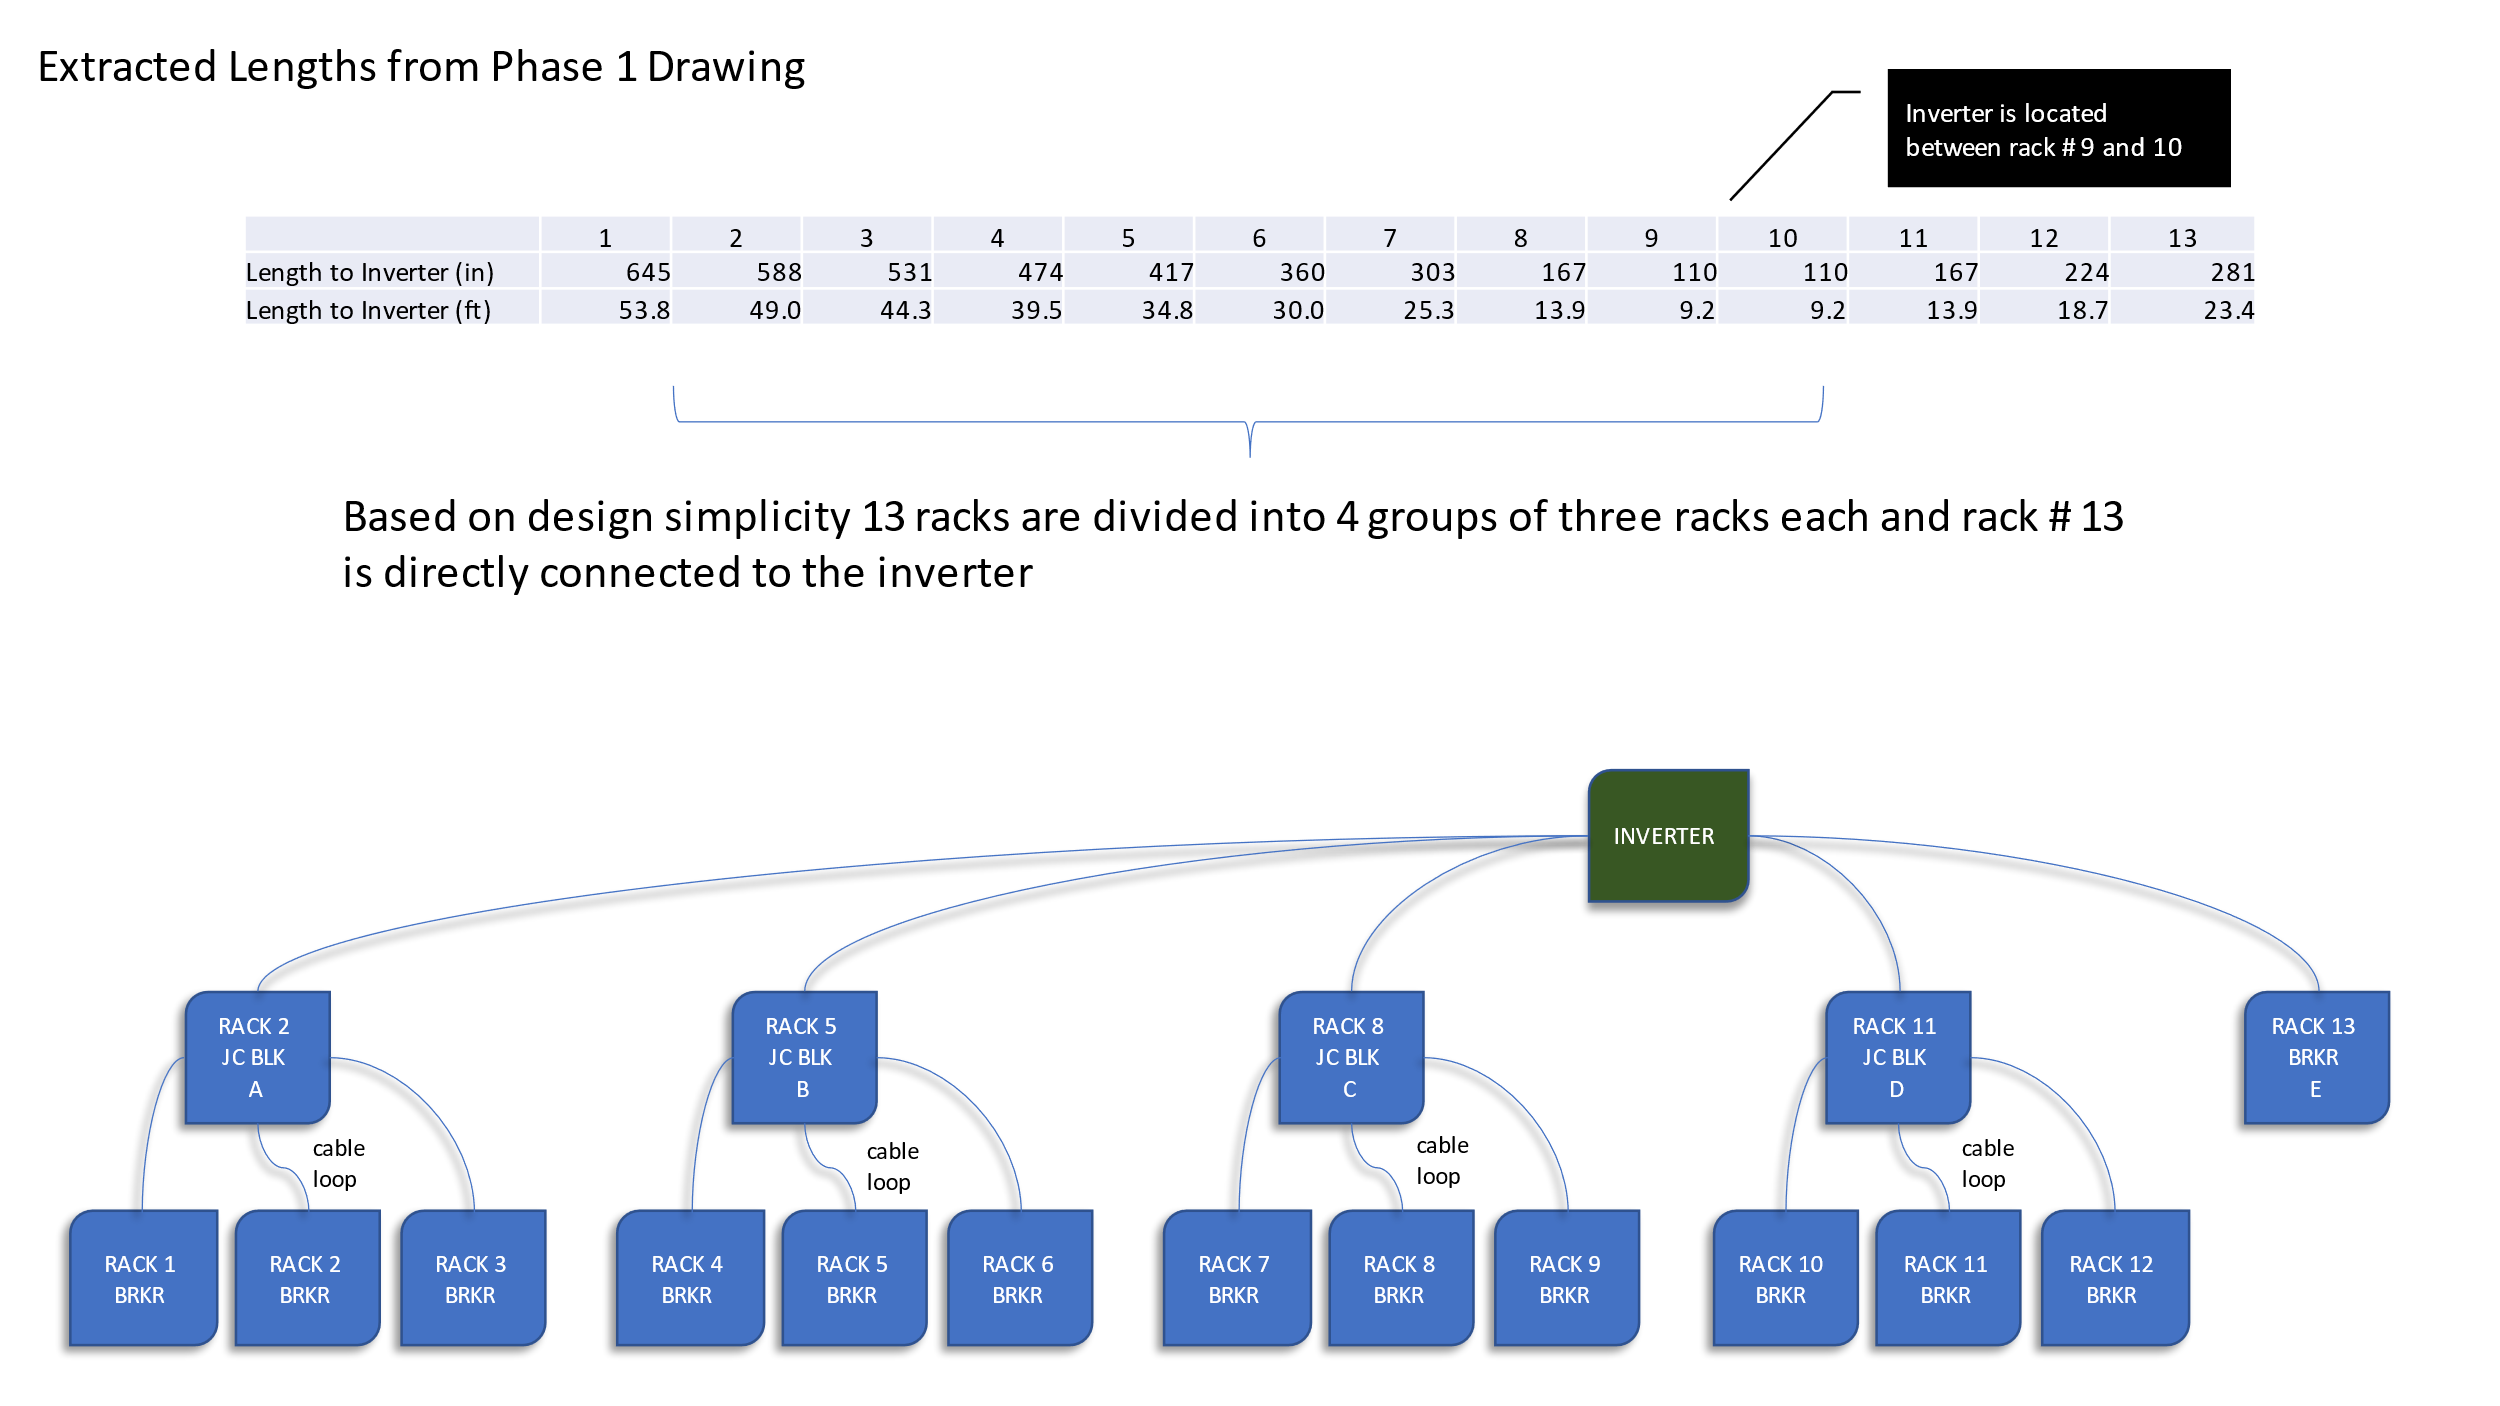 Extracted Lengths from Phase 1 Drawing
Inverter is located
between rack # 9 and 10
1 2 3 4 5 6 7 8 9 10 11 12 13
Length to Inverter (in) 645 588 531 474 417 360 303 167 110 110 167 224 281
Length to Inverter (ft) 53.8 49.0 44.3 39.5 34.8 30.0 25.3 13.9 9.2 9.2 13.9 18.7 23.4
Based on design simplicity 13 racks are divided into 4 groups of three racks each and rack # 13
is directly connected to the inverter
INVERTER
RACK 2
JC BLK
A
RACK 5
JC BLK
B
RACK 8
JC BLK
C
RACK 11
JC BLK
D
RACK 13
BRKR
E
cable
loop
cable
loop
cable
loop
cable
loop
RACK 1
BRKR
RACK 2
BRKR
RACK 3
BRKR
RACK 4
BRKR
RACK 5
BRKR
RACK 6
BRKR
RACK 7
BRKR
RACK 8
BRKR
RACK 9
BRKR
RACK 10
BRKR
RACK 11
BRKR
RACK 12
BRKR